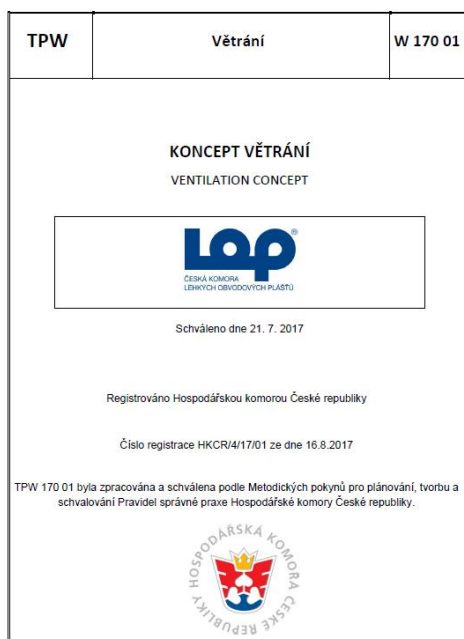 TPW
Větrání
W 170 01
KONCEPT VĚTRÁNÍ
VENTILATION CONCEPT
LOP®
ČESKÁ KOMORA
LEHKÝCH OBVODOVÝCH PLÁŠŤŮ
Schváleno dne 21. 7. 2017
Registrováno Hospodářskou komorou České republiky
Číslo registrace HKCR/4/17/01 ze dne 16.8.2017
TPW 170 01 byla zpracována a schválena podle Metodických pokynů pro plánování, tvorbu a
schvalování Pravidel správné praxe Hospodářské komory České republiky.
HOSPODÁŘSKÁ KOMORA ČESKÉ REPUBLIKY